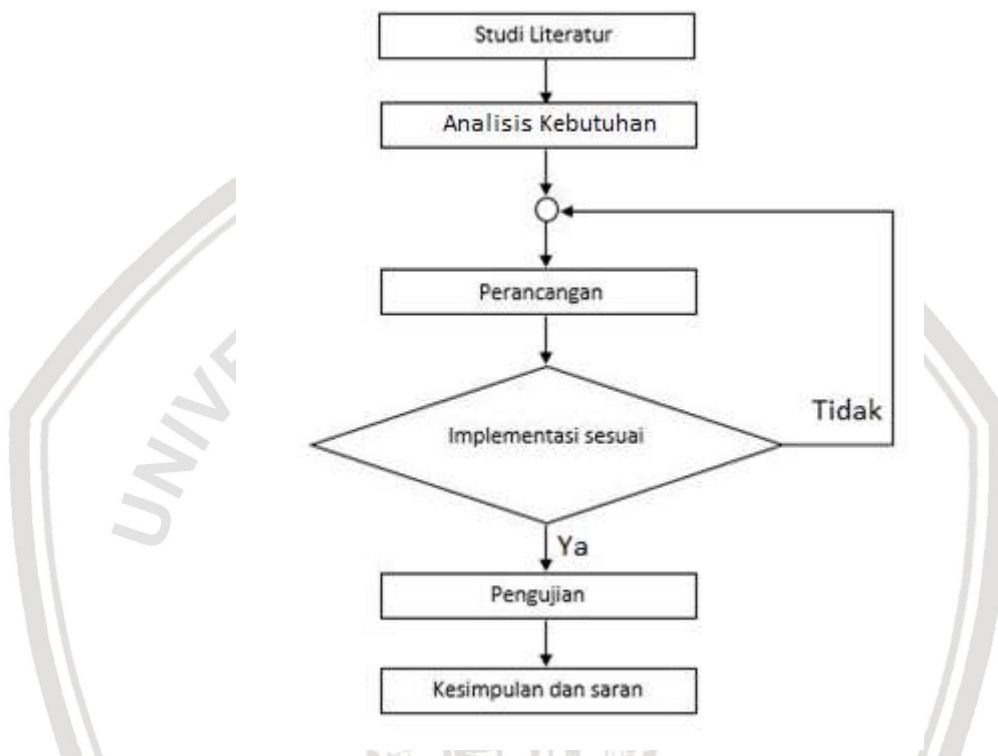 Studi Literatur
Analisis Kebutuhan
Perancangan
Implementasi sesuai
Tidak
Ya
Pengujian
Kesimpulan dan saran